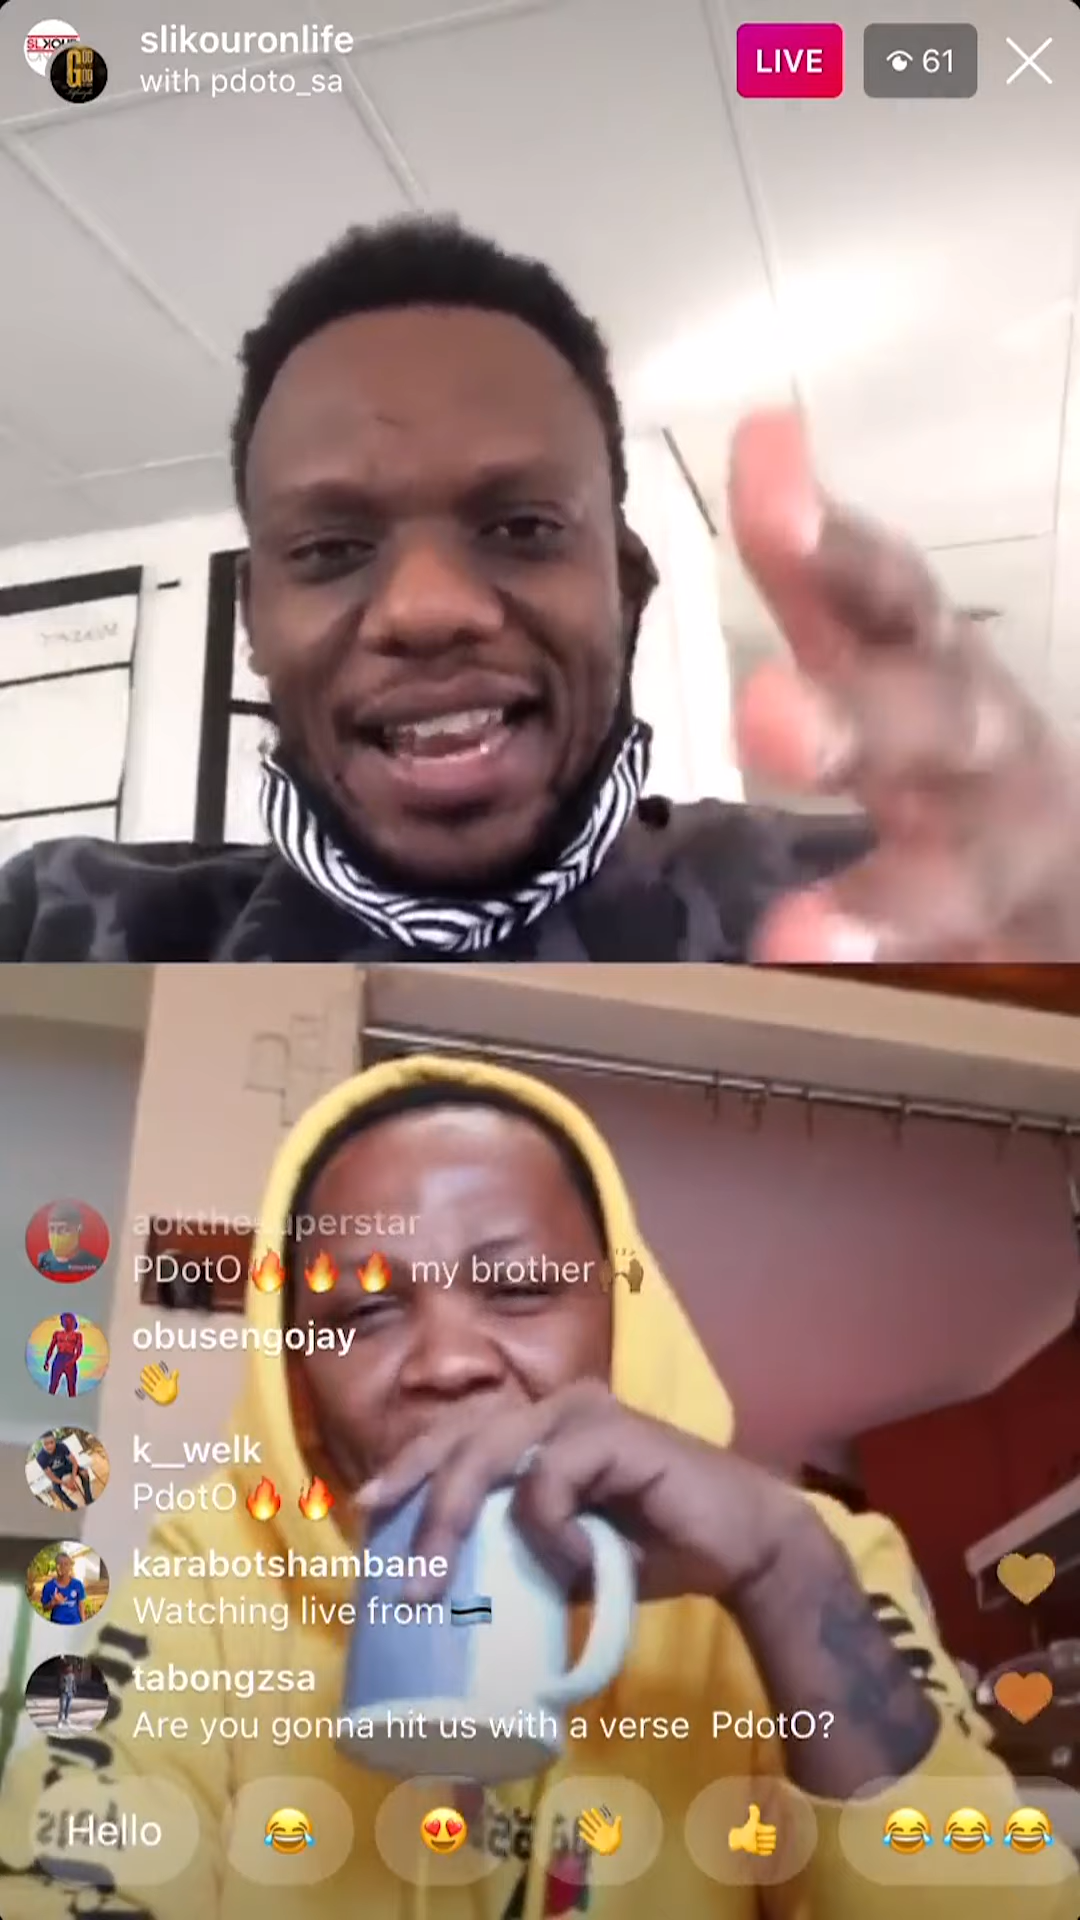 slikouronlife
with pdoto_sa
LIVE
61
aokthesuperstar
PDotO🔥🔥🔥 my brother🙌🏾
obusengojay
👋
k__welk
PdotO🔥🔥
karabotshambane
Watching live from🇧🇼
tabongzsa
Are you gonna hit us with a verse  PdotO?
Hello 😂 😍 👋 👍 😂😂😂